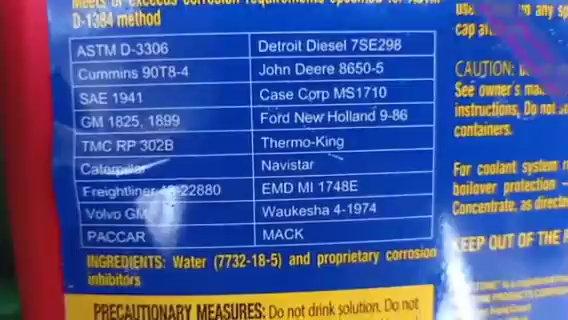 Meets or exceeds corrosion requirements specified for ASTM
D-1384 method
ASTM D-3306 Detroit Diesel 7SE298
Cummins 90T8-4 John Deere 8650-5
SAE 1941 Case Corp MS1710
GM 1825, 1899 Ford New Holland 9-86
TMC RP 302B Thermo-King
Caterpillar Navistar
Freightliner 48-22880 EMD MI 1748E
Volvo GM Waukesha 4-1974
PACCAR MACK
INGREDIENTS: Water (7732-18-5) and proprietary corrosion
inhibitors
PRECAUTIONARY MEASURES: Do not drink solution. Do not
any
cap
CAUTION:
See owner's
instructions, Do not
containers.
For coolant system
boilover protection –
Concentrate, as
KEEP OUT OF THE